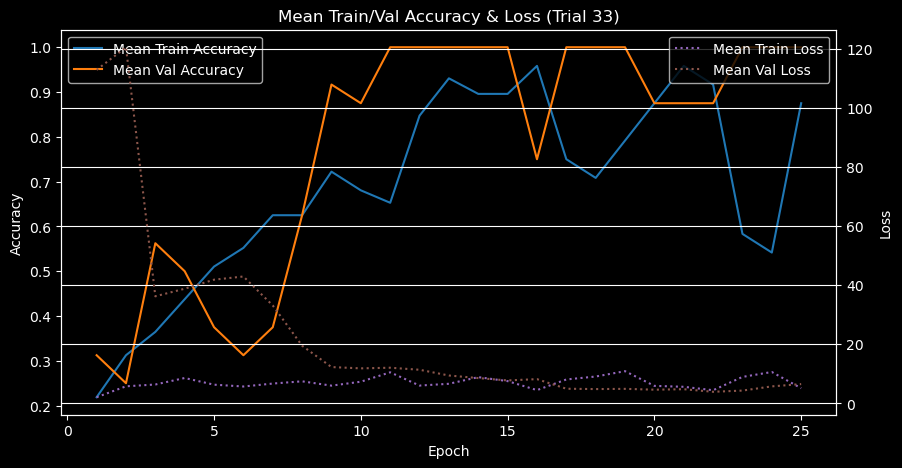 Mean Train/Val Accuracy & Loss (Trial 33)
Mean Train Accuracy
Mean Val Accuracy
Mean Train Loss
Mean Val Loss
1.0
0.9
0.8
0.7
0.6
0.5
0.4
0.3
0.2
Accuracy
120
100
80
60
40
20
0
Loss
0
5
10
15
20
25
Epoch